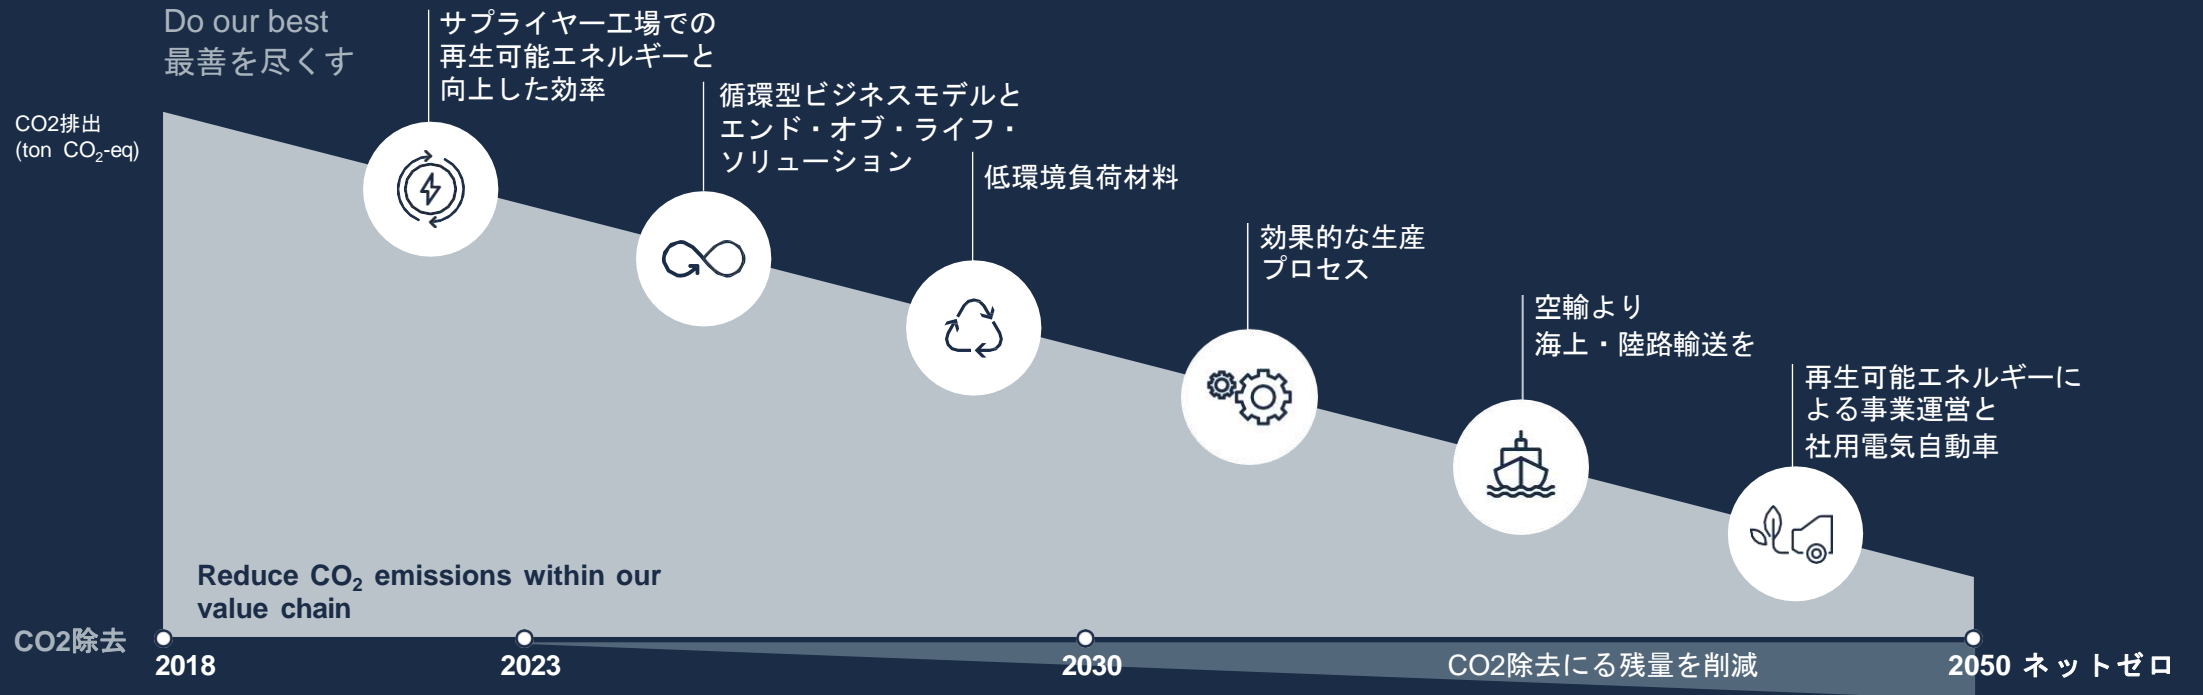 Do our best
最善を尽くす
サプライヤー工場での
再生可能エネルギーと
向上した効率
循環型ビジネスモデルと
エンド・オブ・ライフ・
ソリューション
低環境負荷材料
効果的な生産
プロセス
空輸より
海上・陸路輸送を
再生可能エネルギーに
よる事業運営と
社用電気自動車
CO2排出
(ton CO₂-eq)
Reduce CO₂ emissions within our
value chain
CO2除去
2018
2023
2030
CO2除去にる残量を削減
2050 ネットゼロ